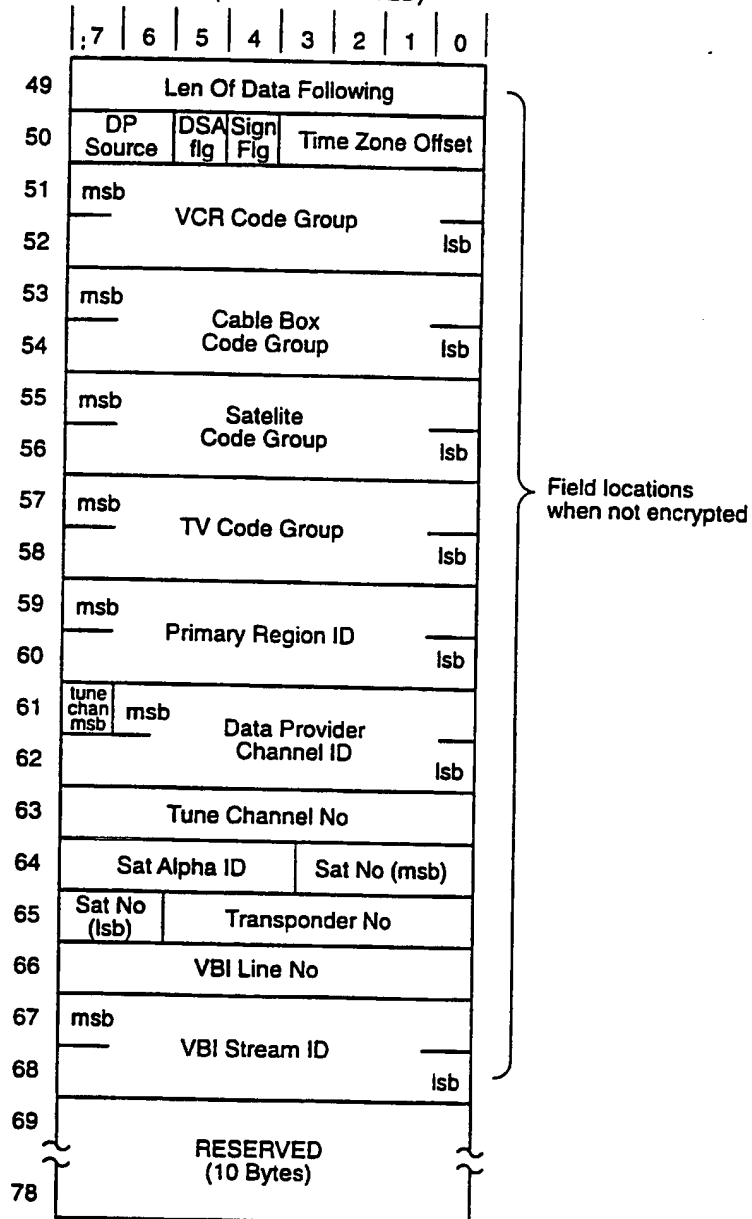 7 6 5 4 3 2 1 0
49 Len Of Data Following
50 DP Source DSA flg Sign Flg Time Zone Offset
51 msb
VCR Code Group
52 lsb
53 msb
Cable Box
54 Code Group lsb
55 msb
Satelite
56 Code Group lsb
57 msb
TV Code Group
58 lsb
59 msb
Primary Region ID
60 lsb
61 tune chan msb msb
Data Provider
62 Channel ID lsb
63 Tune Channel No
64 Sat Alpha ID Sat No (msb)
65 Sat No (lsb) Transponder No
66 VBI Line No
67 msb
VBI Stream ID
68 lsb
69
RESERVED
(10 Bytes)
78
Field locations
when not encrypted